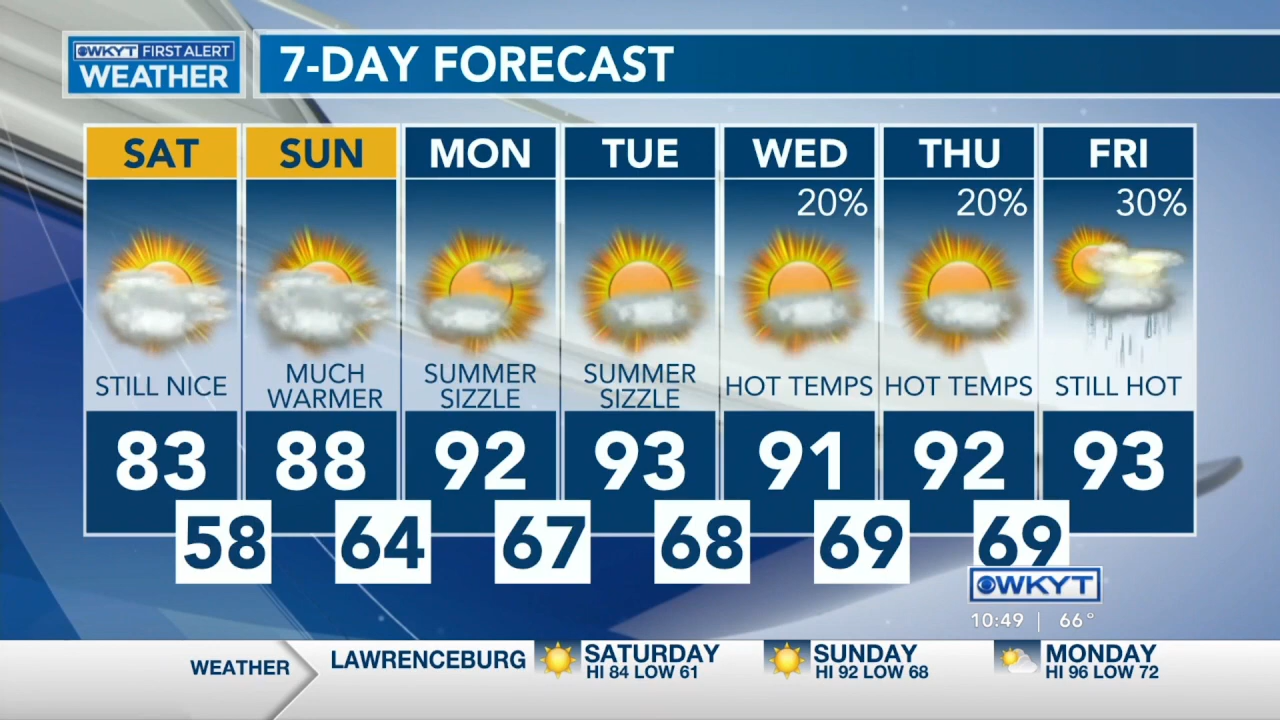 WKYT FIRST ALERT
WEATHER
7-DAY FORECAST
SAT SUN MON TUE WED THU FRI
20% 20% 30%
STILL NICE
MUCH
WARMER
SUMMER
SIZZLE
SUMMER
SIZZLE
HOT TEMPS
HOT TEMPS
STILL HOT
83 88 92 93 91 92 93
58 64 67 68 69 69
WKYT
10:49 | 66°
WEATHER
LAWRENCEBURG
SATURDAY
HI 84 LOW 61
SUNDAY
HI 92 LOW 68
MONDAY
HI 96 LOW 72